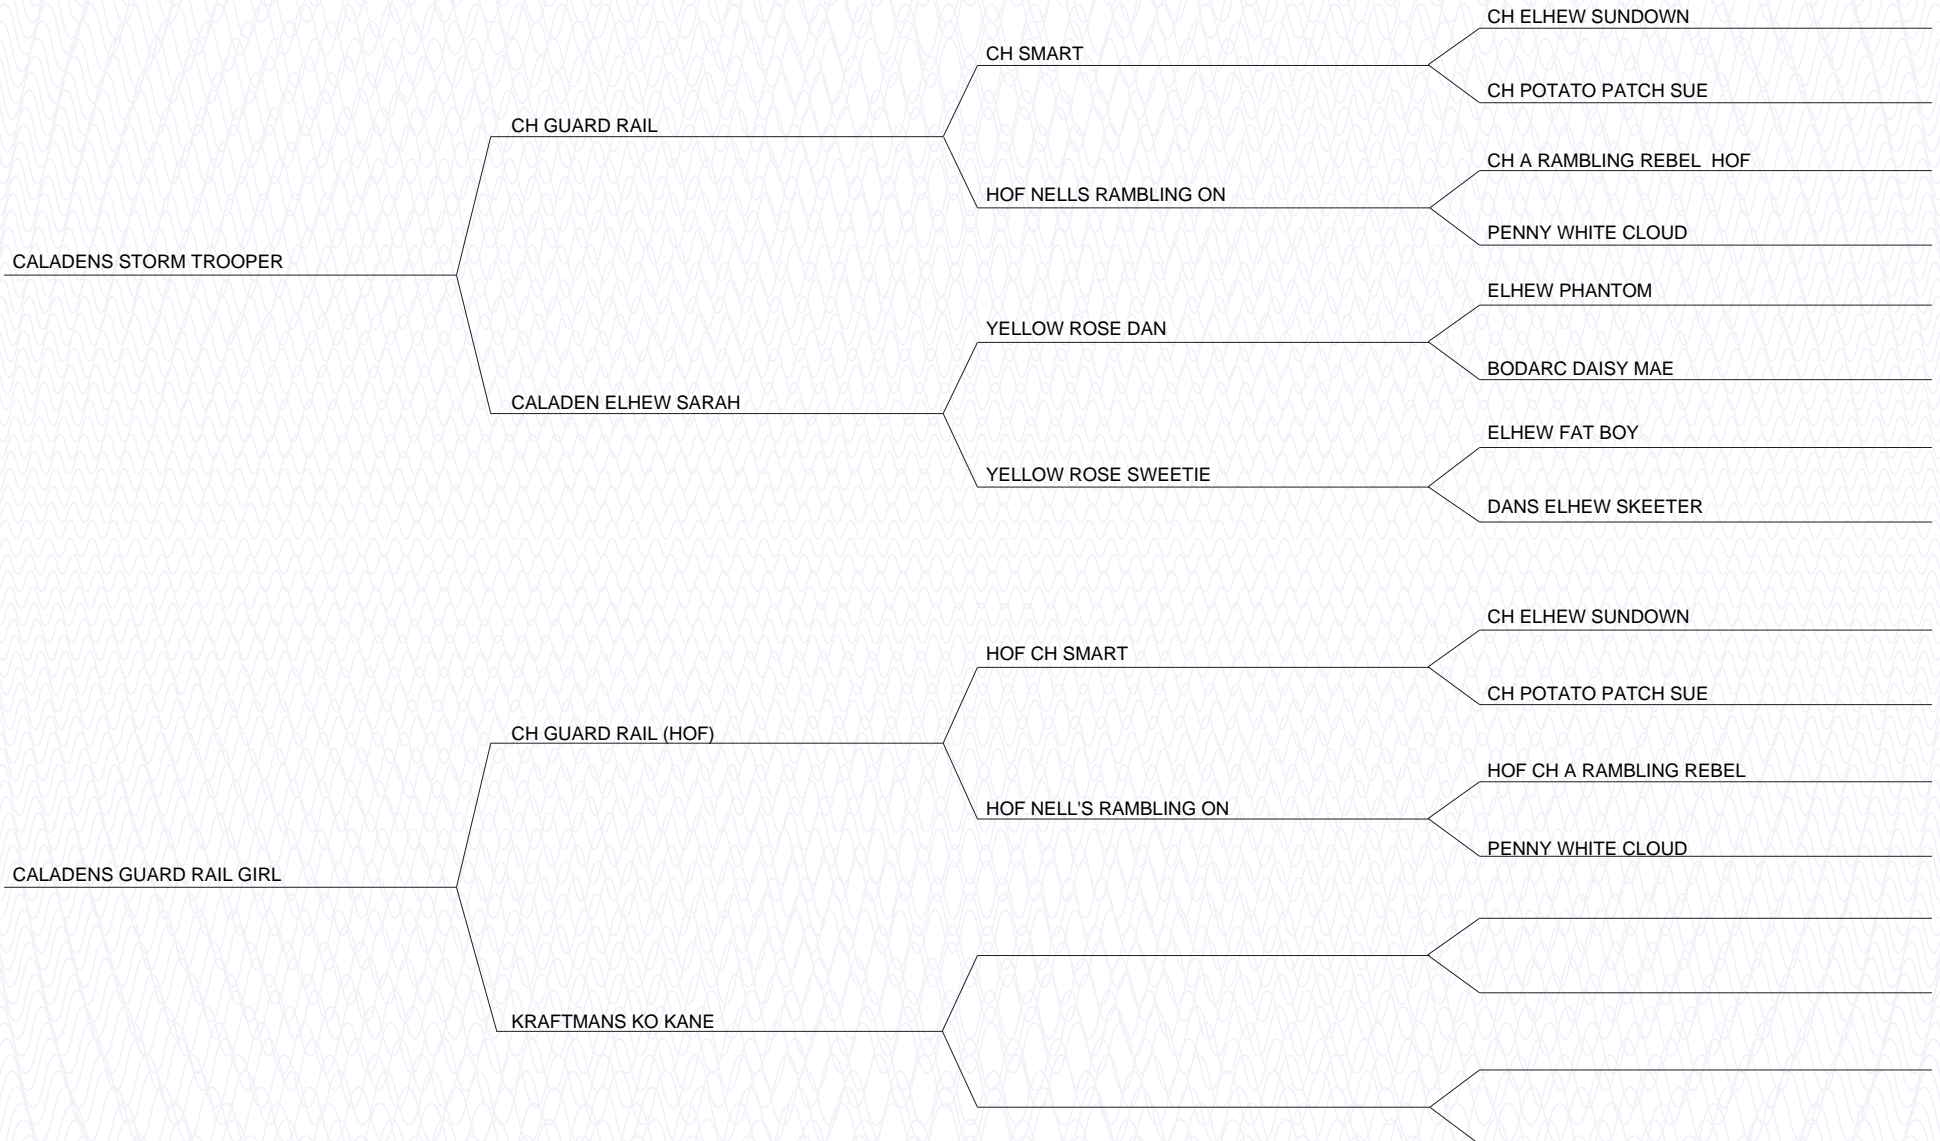 CH ELHEW SUNDOWN
CH SMART
CH POTATO PATCH SUE
CH GUARD RAIL
CH A RAMBLING REBEL  HOF
HOF NELLS RAMBLING ON
PENNY WHITE CLOUD
CALADENS STORM TROOPER
ELHEW PHANTOM
YELLOW ROSE DAN
BODARC DAISY MAE
CALADEN ELHEW SARAH
ELHEW FAT BOY
YELLOW ROSE SWEETIE
DANS ELHEW SKEETER
CH ELHEW SUNDOWN
HOF CH SMART
CH POTATO PATCH SUE
CH GUARD RAIL (HOF)
HOF CH A RAMBLING REBEL
HOF NELL'S RAMBLING ON
PENNY WHITE CLOUD
CALADENS GUARD RAIL GIRL
KRAFTMANS KO KANE